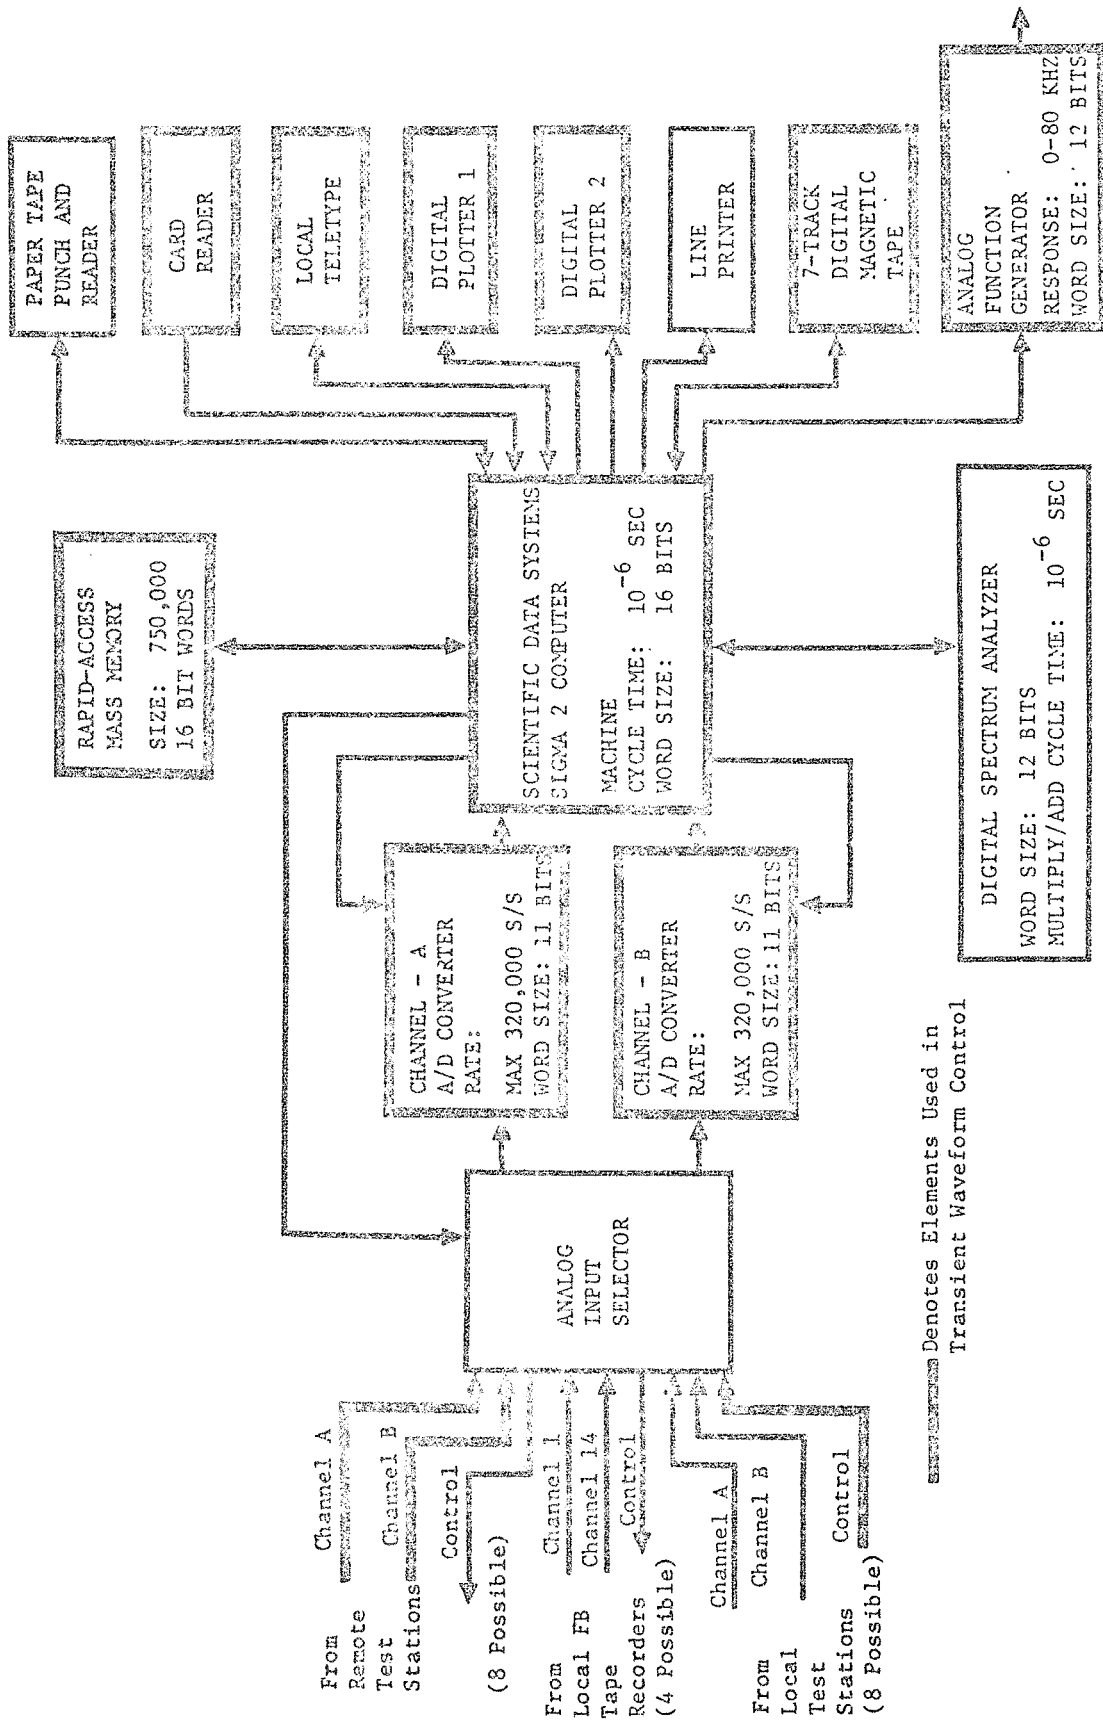 From
Remote
Test
Stations
Channel A
Channel B
Control
(8 Possible)
From
Local FB
Tape
Recorders
(4 Possible)
Channel 1
Channel 14
Control
From
Local
Test
Stations
(8 Possible)
Channel A
Channel B
Control
ANALOG
INPUT
SELECTOR
CHANNEL - A
A/D CONVERTER
RATE:
MAX 320,000 S/S
WORD SIZE: 11 BITS
CHANNEL - B
A/D CONVERTER
RATE:
MAX 320,000 S/S
WORD SIZE: 11 BITS
RAPID-ACCESS
MASS MEMORY
SIZE: 750,000
16 BIT WORDS
SCIENTIFIC DATA SYSTEMS
SIGMA 2 COMPUTER
MACHINE
CYCLE TIME: 10⁻⁶ SEC
WORD SIZE: 16 BITS
DIGITAL SPECTRUM ANALYZER
WORD SIZE: 12 BITS
MULTIPLY/ADD CYCLE TIME: 10⁻⁶ SEC
PAPER TAPE
PUNCH AND
READER
CARD
READER
LOCAL
TELETYPE
DIGITAL
PLOTTER 1
DIGITAL
PLOTTER 2
LINE
PRINTER
7-TRACK
DIGITAL
MAGNETIC
TAPE
ANALOG
FUNCTION
GENERATOR
RESPONSE: 0-80 KHZ
WORD SIZE: 12 BITS
Denotes Elements Used in
Transient Waveform Control